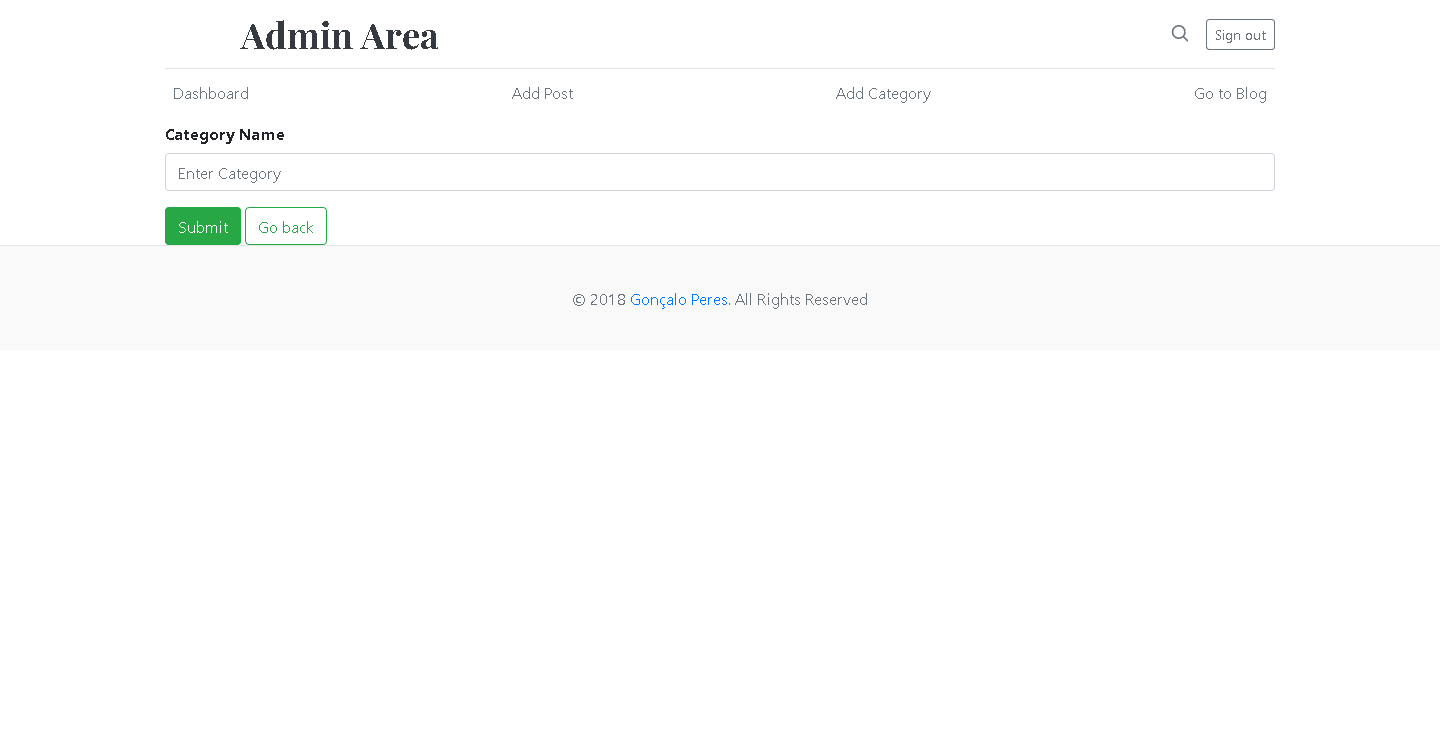 Admin Area
Sign out
Dashboard Add Post Add Category Go to Blog
Category Name
Enter Category
Submit Go back
© 2018 Gonçalo Peres. All Rights Reserved